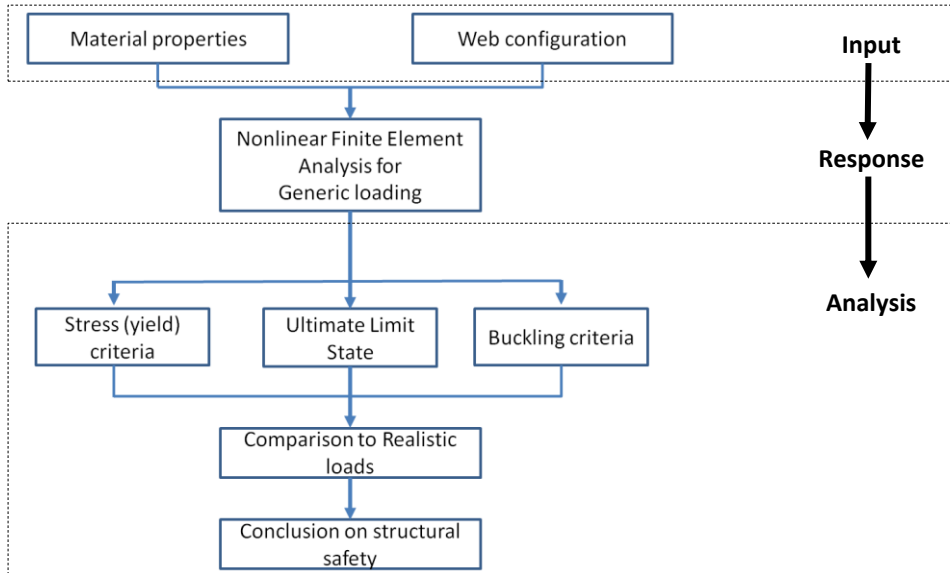 Material properties
Web configuration
Input
Nonlinear Finite Element
Analysis for
Generic loading
Response
Stress (yield)
criteria
Ultimate Limit
State
Buckling criteria
Analysis
Comparison to Realistic
loads
Conclusion on structural
safety